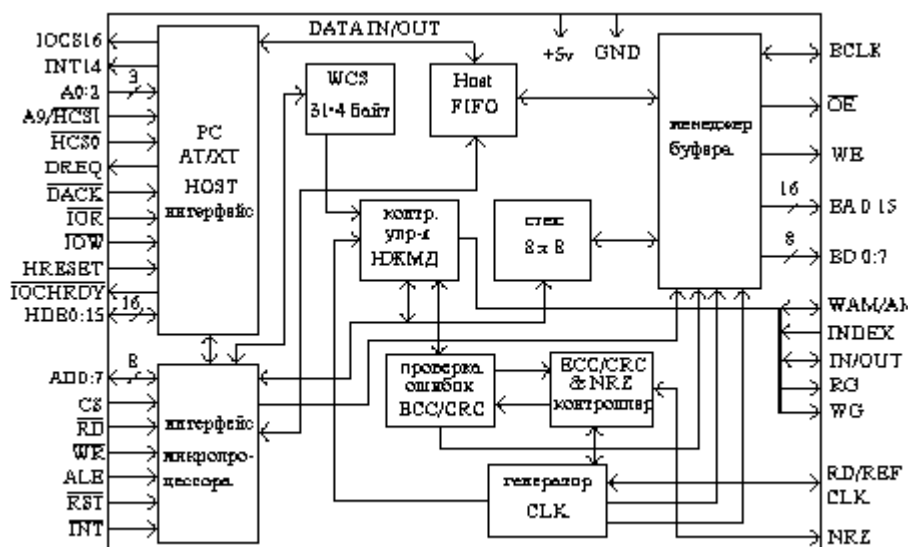 IOCS16
INT14
A0:2
3
A9/HCS1
HCS0
DREQ
DACK
IOR
IOW
HRESET
IOCHRDY
HDB0:15
16
AD0:7
8
CS
RD
WR
ALE
RST
INT
PC
AT/XT
HOST
интерфейс
интерфейс
микропро-
цессора
DATA IN/OUT
WCS
31*4 байт
Host
FIFO
+5v
GND
контр.
упр-я
НЖМД
стек
8 x 8
проверка
ошибок
ECC/CRC
ECC/CRC
& NRZ
контроллер
генератор
CLK
менеджер
буфера
BCLK
OE
WE
16
BA 0:15
8
BD 0:7
WAM/AM
INDEX
IN/OUT
RG
WG
RD/REF
CLK
NRZ